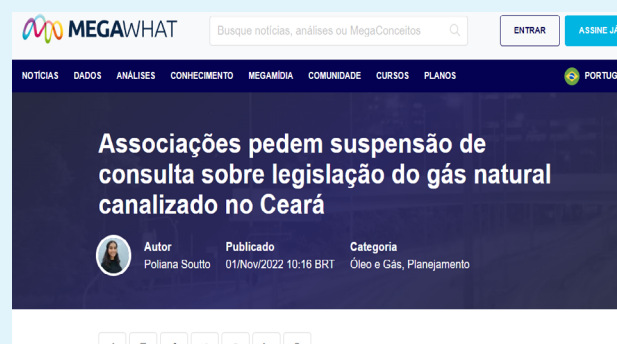 MEGAWHAT
Busque notícias, análises ou MegaConceitos
ENTRAR
ASSINE JÁ
NOTÍCIAS DADOS ANÁLISES CONHECIMENTO MEGAMÍDIA COMUNIDADE CURSOS PLANOS PORTUG
Associações pedem suspensão de
consulta sobre legislação do gás natural
canalizado no Ceará
Autor Publicado Categoria
Poliana Soutto 01/Nov/2022 10:16 BRT Óleo e Gás, Planejamento